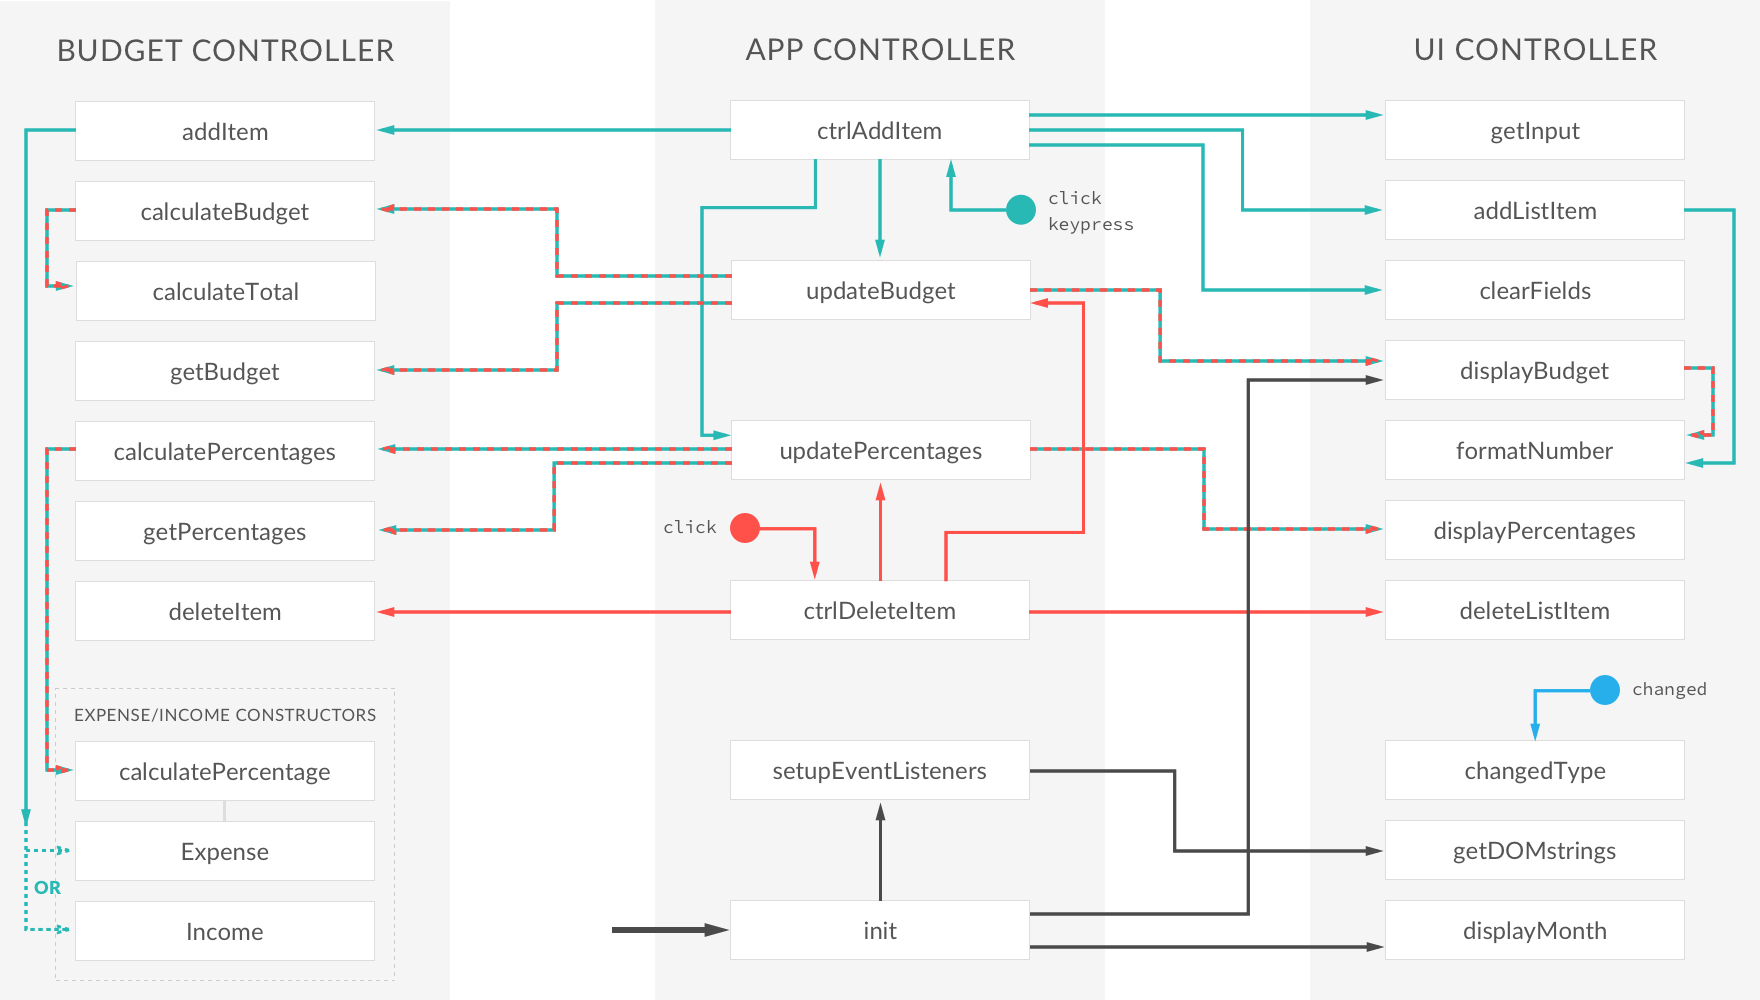 BUDGET CONTROLLER
addItem
calculateBudget
calculateTotal
getBudget
calculatePercentages
getPercentages
deleteItem
EXPENSE/INCOME CONSTRUCTORS
calculatePercentage
Expense
OR
Income
APP CONTROLLER
ctrlAddItem
click
keypress
updateBudget
updatePercentages
click
ctrlDeleteItem
setupEventListeners
init
UI CONTROLLER
getInput
addListItem
clearFields
displayBudget
formatNumber
displayPercentages
deleteListItem
changed
changedType
getDOMstrings
displayMonth